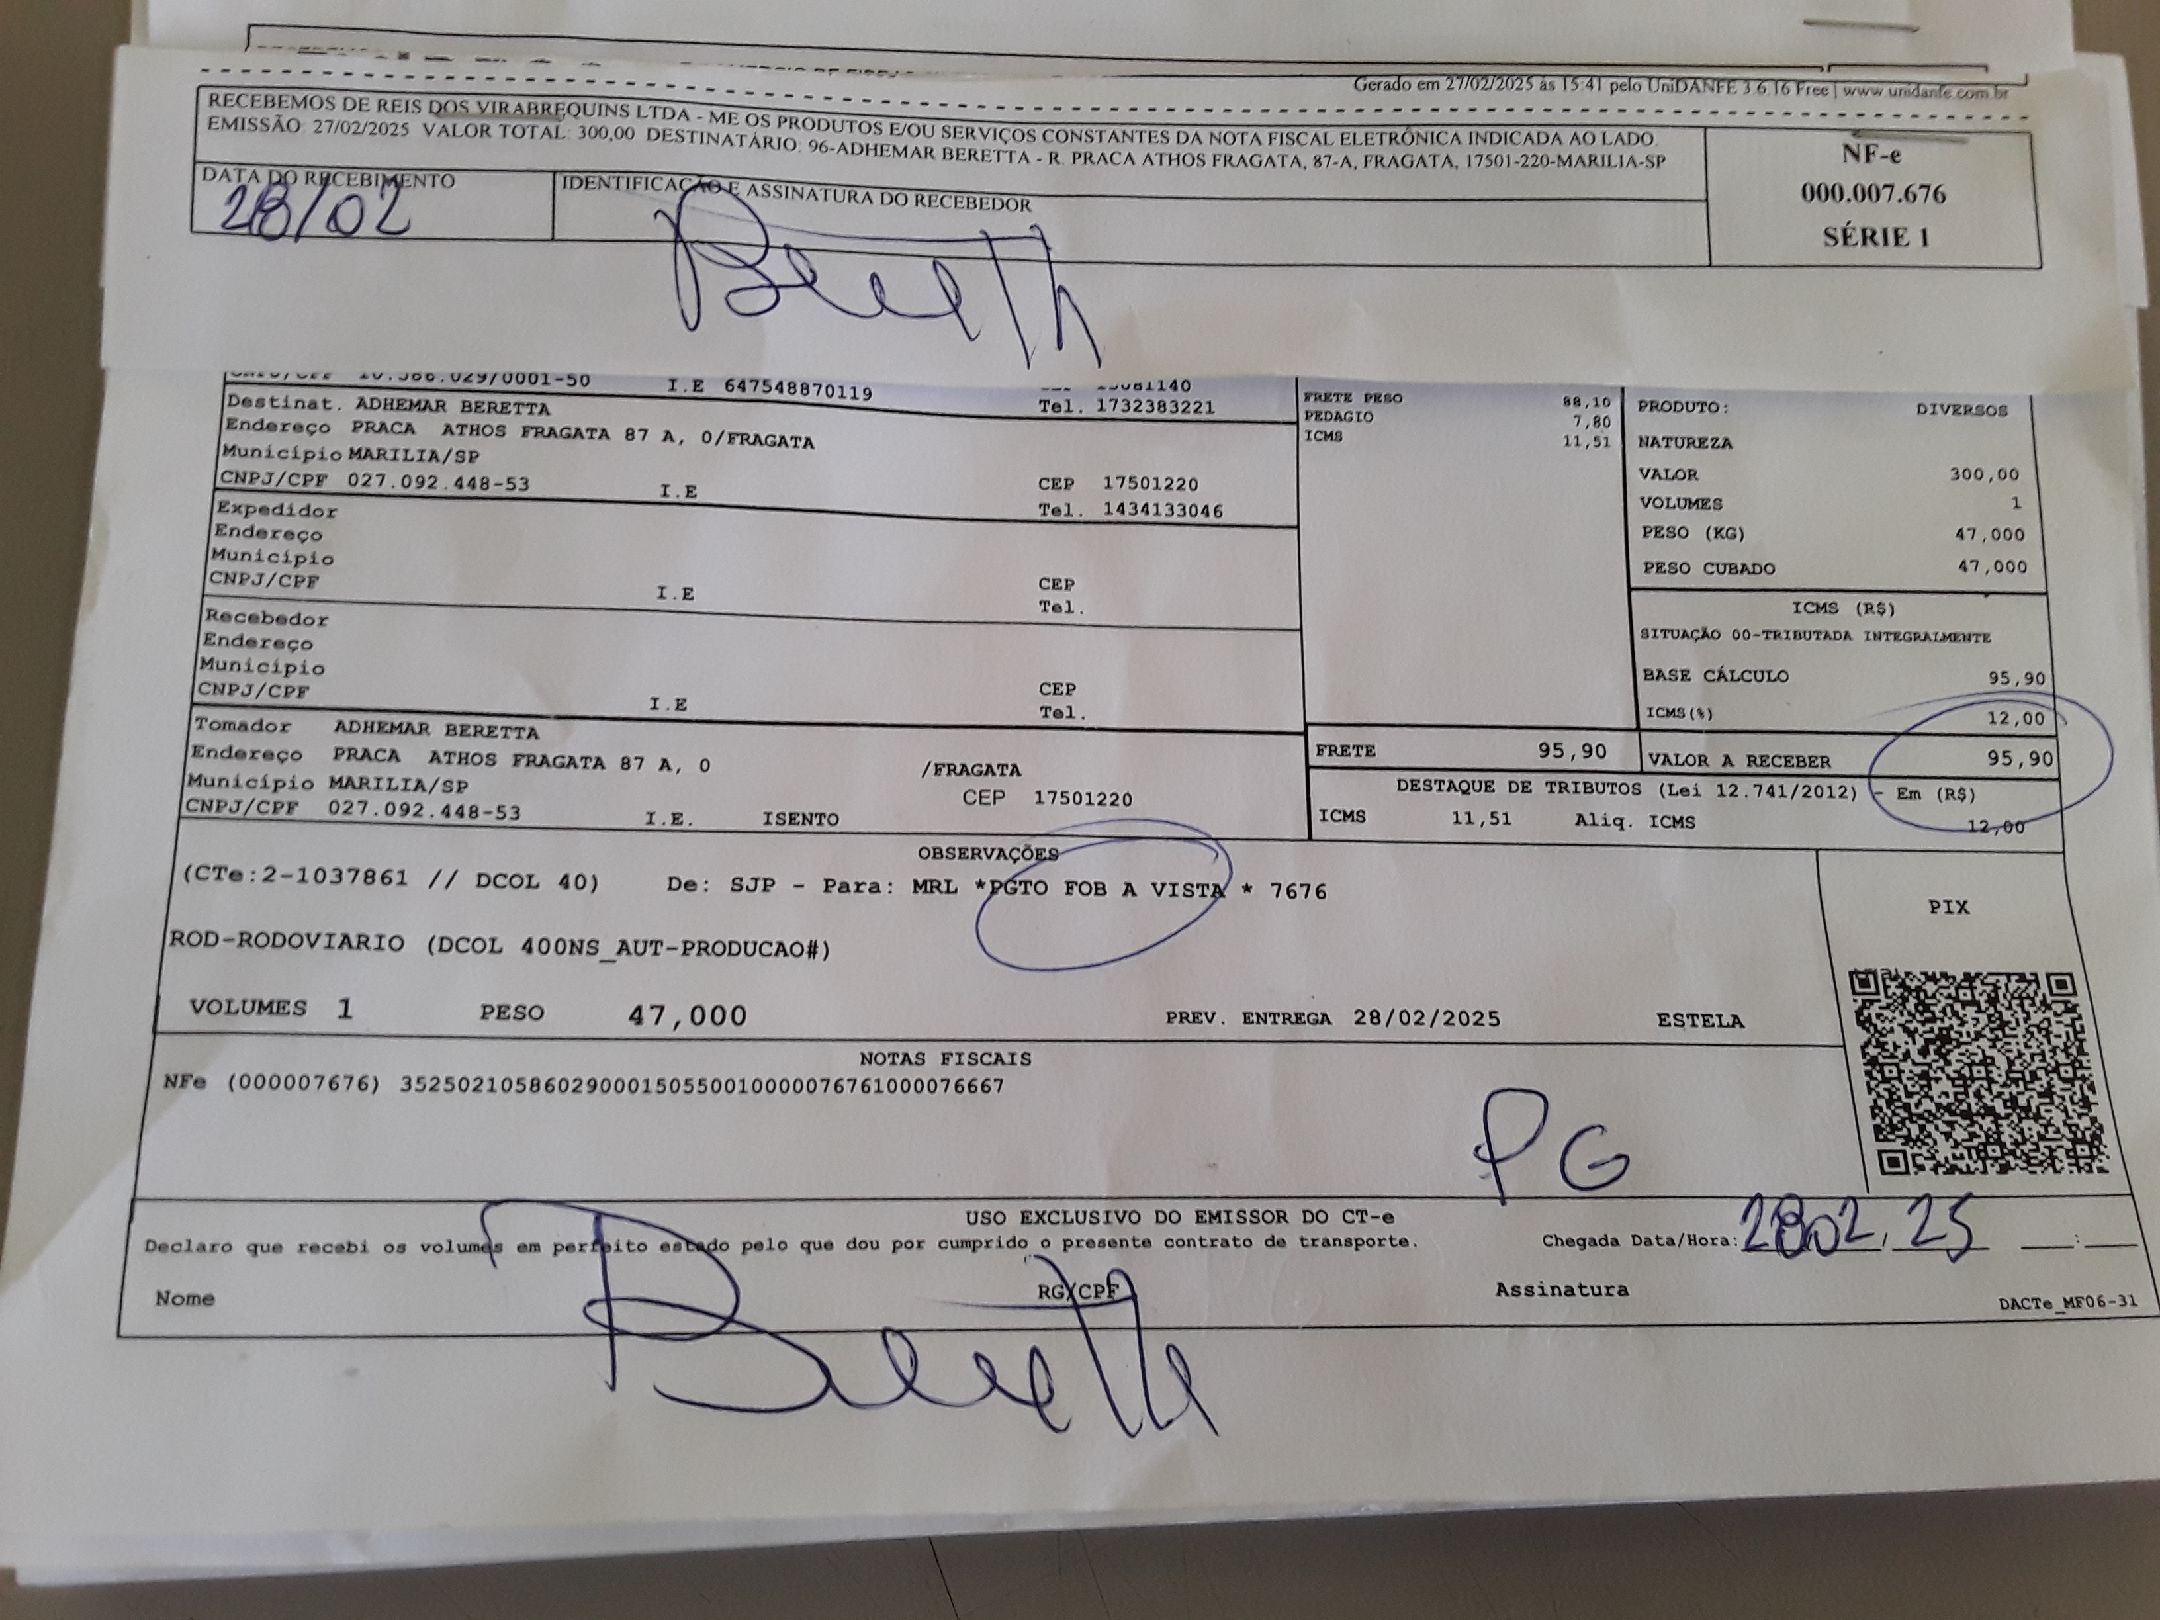 Gerado em 27/02/2025 às 15:41 pelo UniDANFE 3.6.16 Free | www.unidanfe.com.br
RECEBEMOS DE REIS DOS VIRABREQUINS LTDA - ME OS PRODUTOS E/OU SERVIÇOS CONSTANTES DA NOTA FISCAL ELETRÔNICA INDICADA AO LADO.
EMISSÃO: 27/02/2025 VALOR TOTAL: 300,00 DESTINATÁRIO: 96-ADHEMAR BERETTA - R. PRACA ATHOS FRAGATA, 87-A, FRAGATA, 17501-220-MARILIA-SP
NF-e
000.007.676
SÉRIE 1
DATA DO RECEBIMENTO
28/02
IDENTIFICAÇÃO E ASSINATURA DO RECEBEDOR
CNPJ/CPF 10.586.029/0001-50 I.E 647548870119 15081140
Tel. 1732383221
Destinat. ADHEMAR BERETTA
Endereço PRACA ATHOS FRAGATA 87 A, 0/FRAGATA
Município MARILIA/SP
CNPJ/CPF 027.092.448-53 I.E
CEP 17501220
Tel. 1434133046
Expedidor
Endereço
Município
CNPJ/CPF I.E
CEP
Tel.
Recebedor
Endereço
Município
CNPJ/CPF I.E
CEP
Tel.
Tomador ADHEMAR BERETTA
Endereço PRACA ATHOS FRAGATA 87 A, 0 /FRAGATA
Município MARILIA/SP CEP 17501220
CNPJ/CPF 027.092.448-53 I.E. ISENTO
FRETE PESO 88,10
PEDAGIO 7,80
ICMS 11,51
PRODUTO: DIVERSOS
NATUREZA
VALOR 300,00
VOLUMES 1
PESO (KG) 47,000
PESO CUBADO 47,000
ICMS (R$)
SITUAÇÃO 00-TRIBUTADA INTEGRALMENTE
BASE CÁLCULO 95,90
ICMS(%) 12,00
FRETE 95,90
VALOR A RECEBER 95,90
DESTAQUE DE TRIBUTOS (Lei 12.741/2012) - Em (R$)
ICMS 11,51 Aliq. ICMS 12,00
OBSERVAÇÕES
(CTe:2-1037861 // DCOL 40) De: SJP - Para: MRL *PGTO FOB A VISTA * 7676
ROD-RODOVIARIO (DCOL 400NS_AUT-PRODUCAO#)
PIX
VOLUMES 1 PESO 47,000 PREV. ENTREGA 28/02/2025 ESTELA
NOTAS FISCAIS
NFe (000007676) 35250210586029000150550010000076761000076667
PG
USO EXCLUSIVO DO EMISSOR DO CT-e
Declaro que recebi os volumes em perfeito estado pelo que dou por cumprido o presente contrato de transporte.
Chegada Data/Hora: 28/02/25 __:__
Nome RG/CPF Assinatura
DACTe_MF06-31